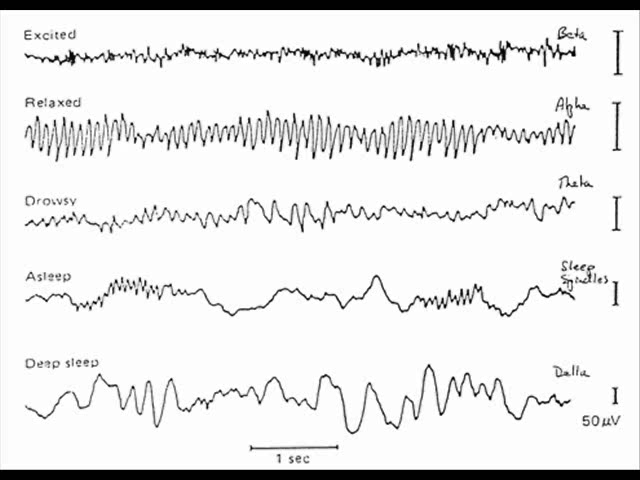 Excited Beta
Relaxed Alpha
Drowsy Theta
Asleep Sleep
Spindles
Deep sleep Delta
50 µV
1 sec